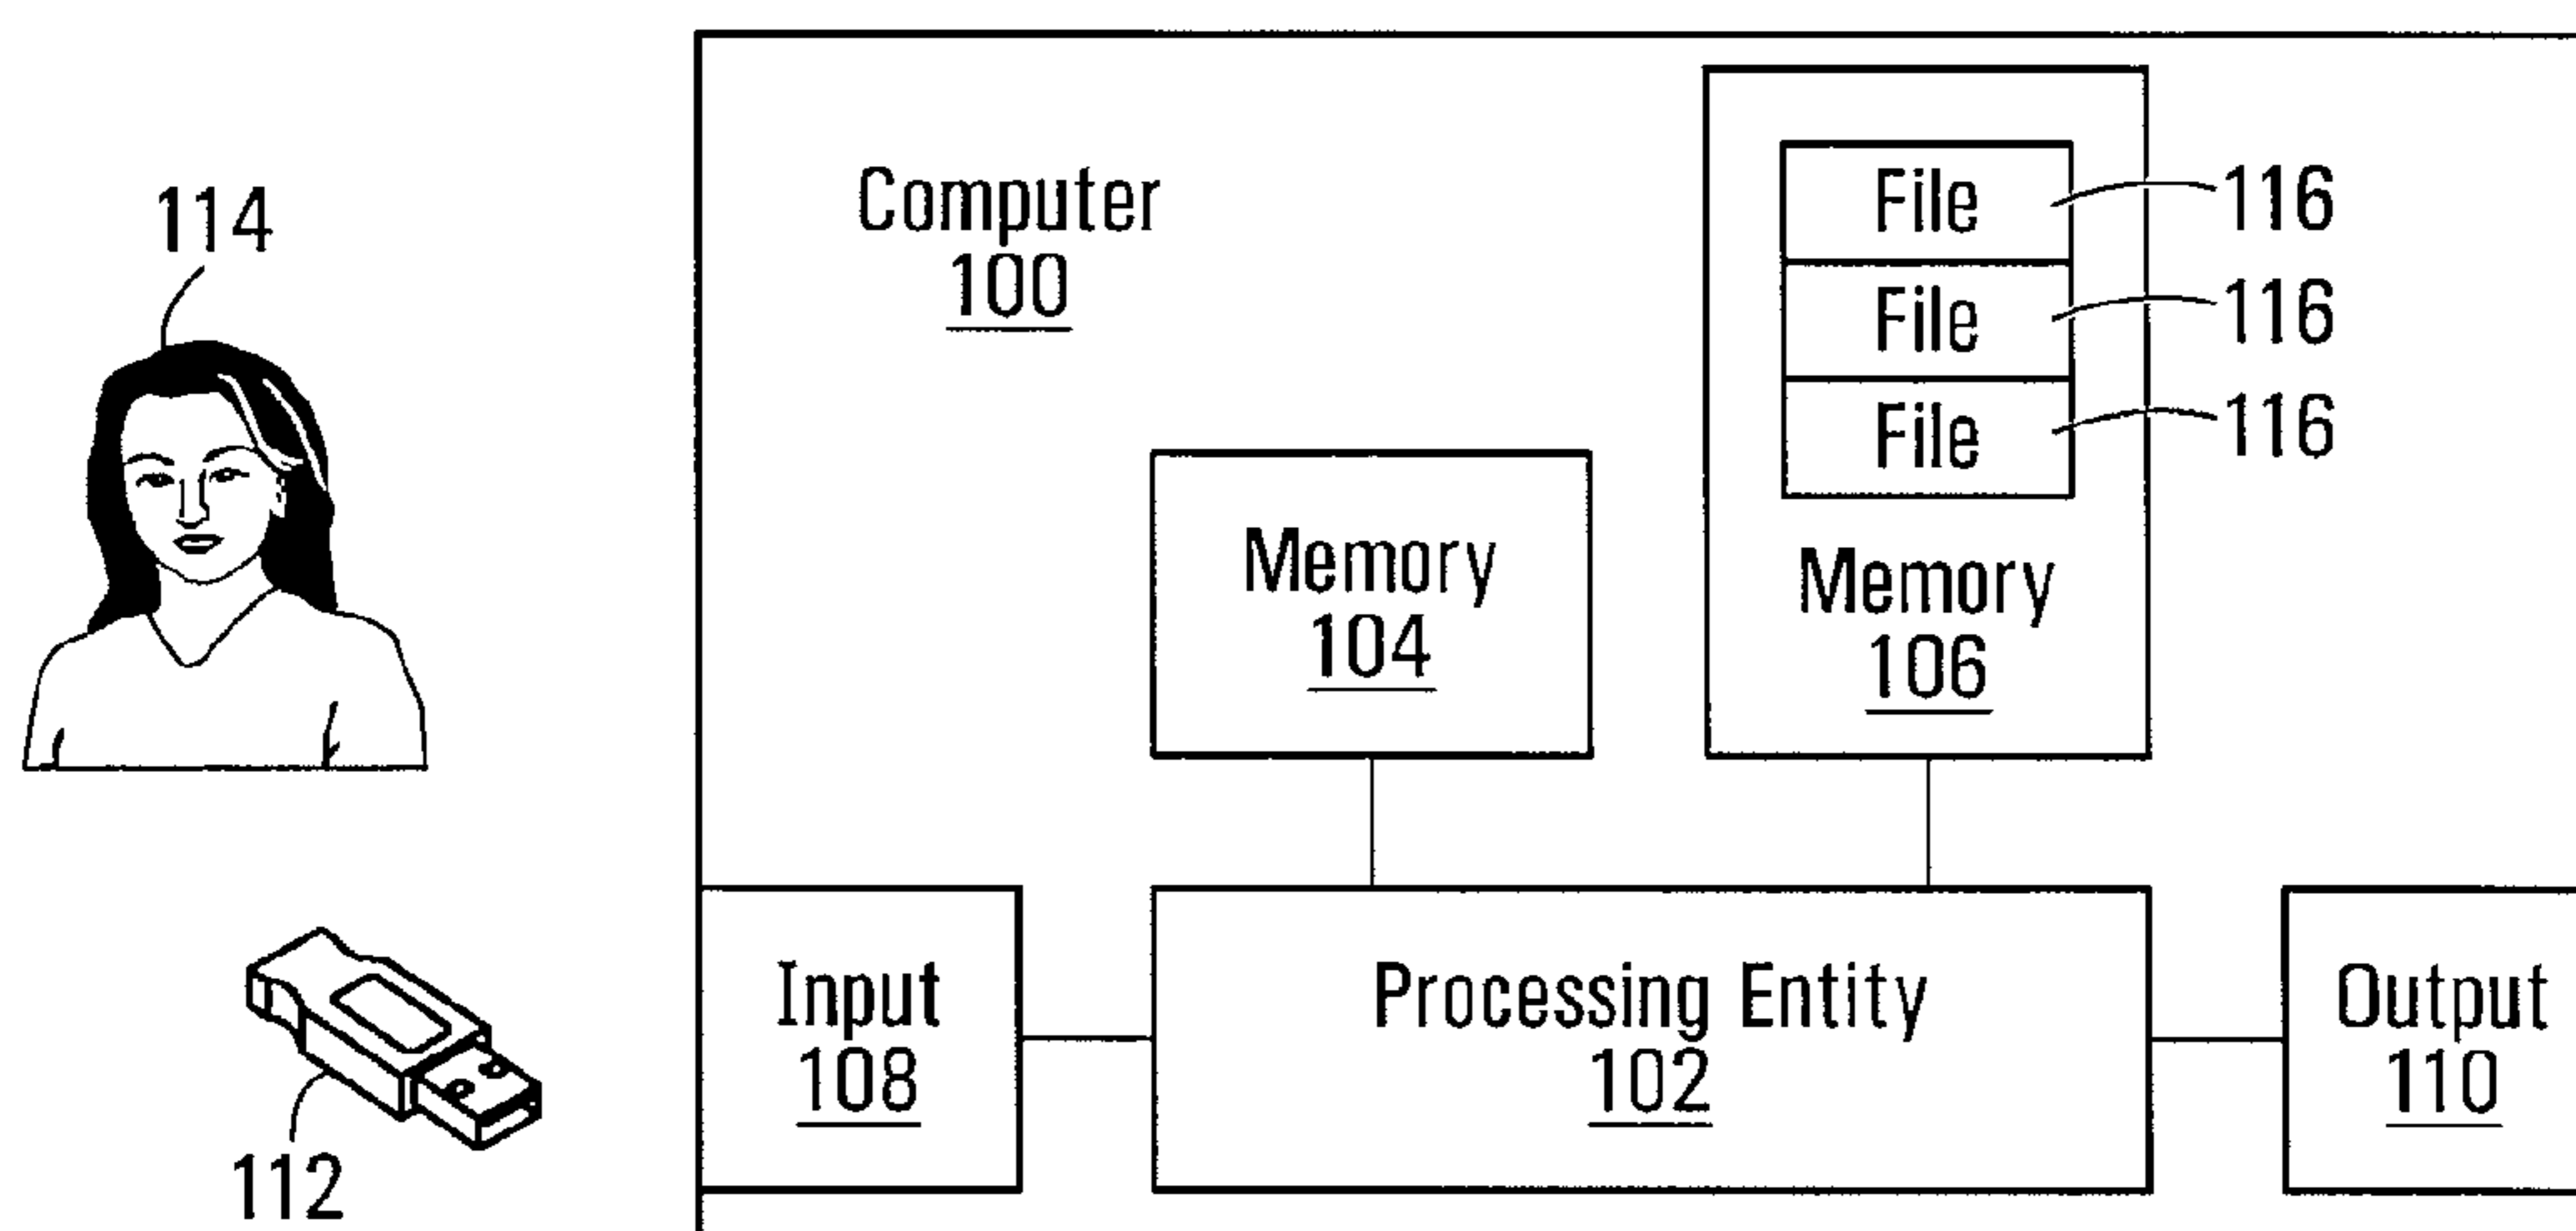 Computer
100
File
116
File
116
File
116
114
Memory
104
Memory
106
Input
108
Processing Entity
102
Output
110
112